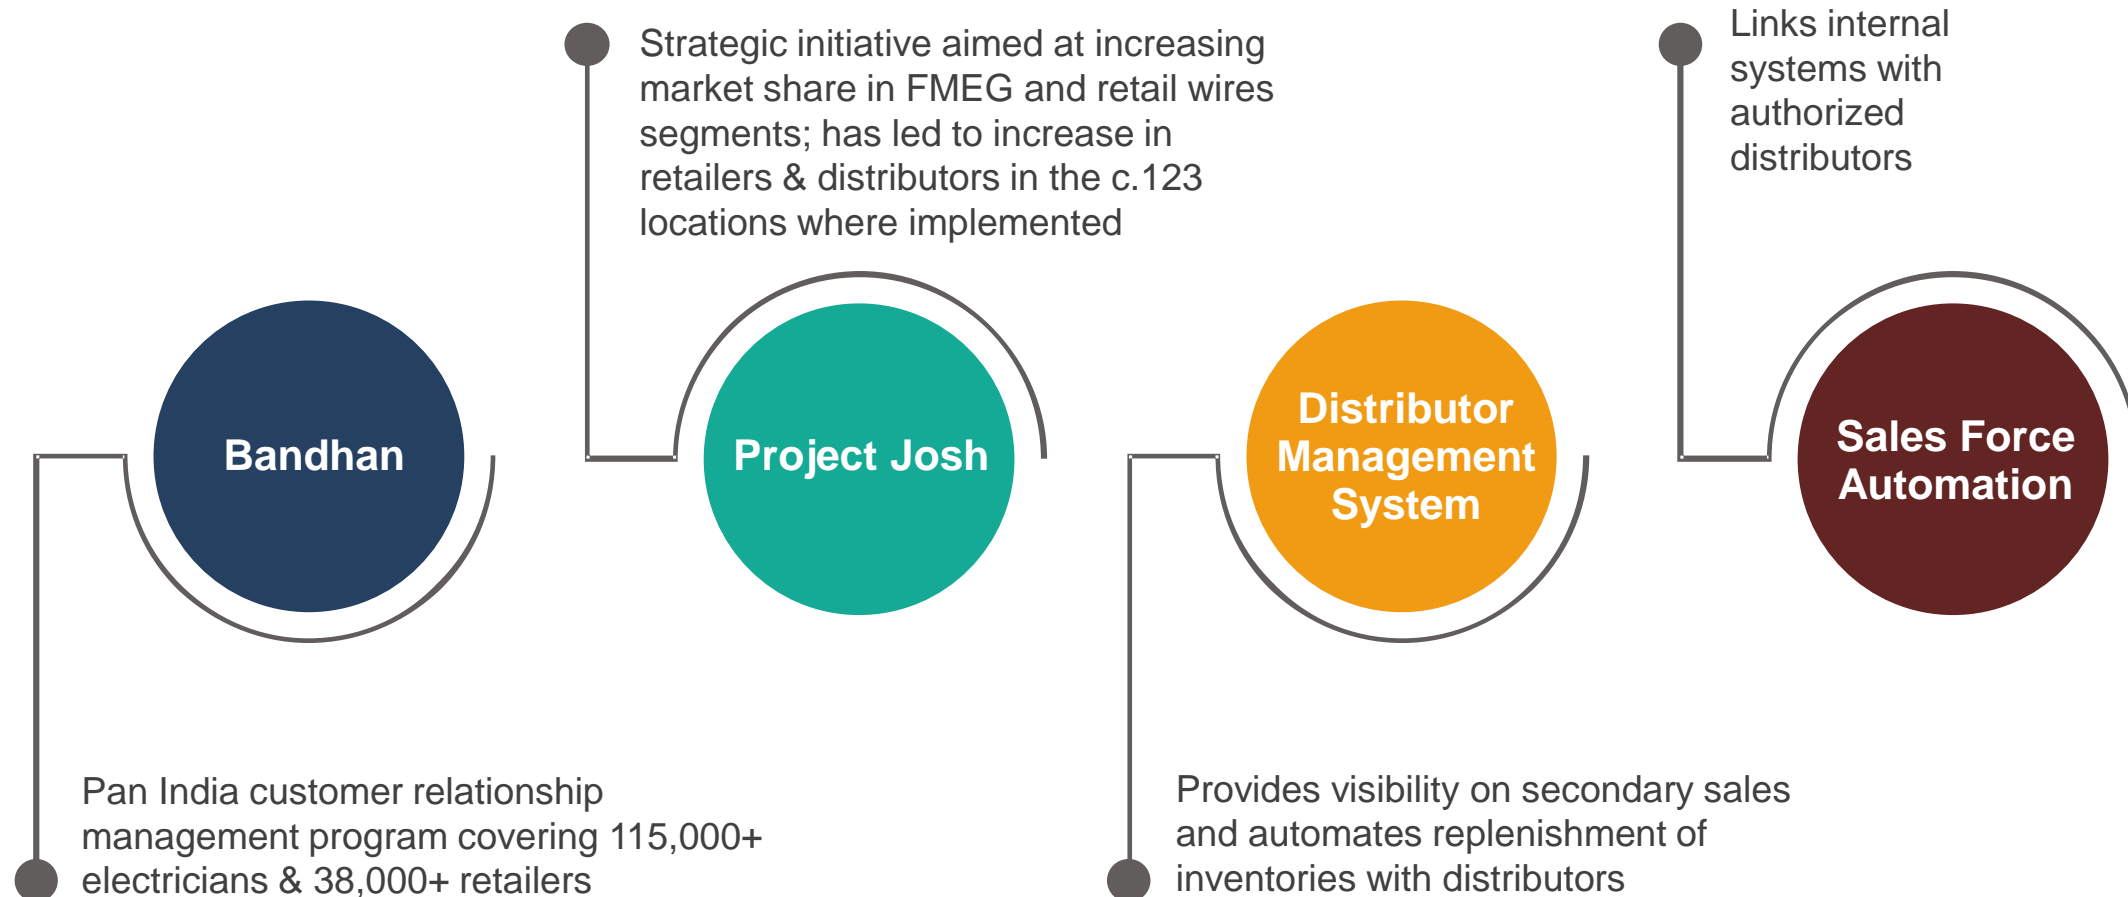 Strategic initiative aimed at increasing
market share in FMEG and retail wires
segments; has led to increase in
retailers & distributors in the c.123
locations where implemented
Links internal
systems with
authorized
distributors
Bandhan
Project Josh
Distributor
Management
System
Sales Force
Automation
Pan India customer relationship
management program covering 115,000+
electricians & 38,000+ retailers
Provides visibility on secondary sales
and automates replenishment of
inventories with distributors